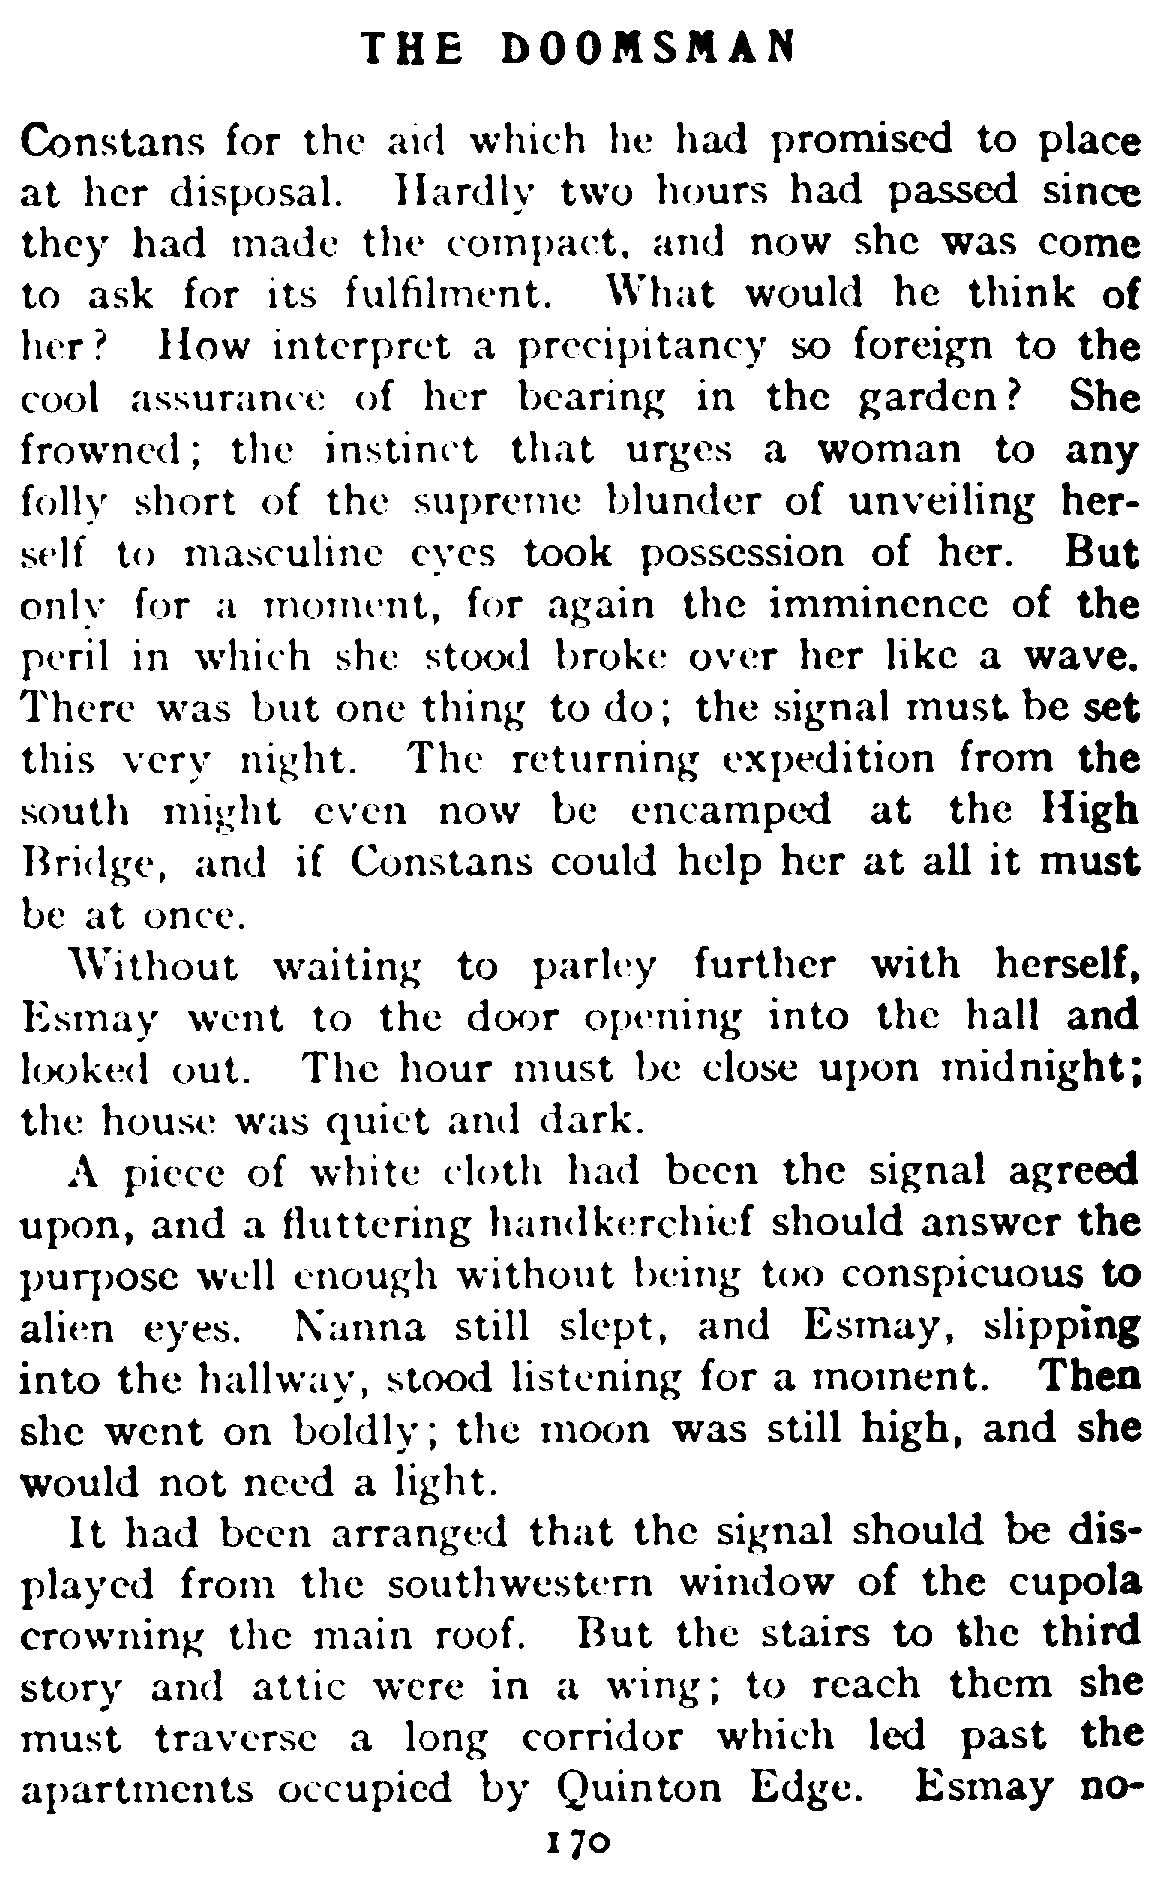 THE DOOMSMAN
Constans for the aid which he had promised to place
at her disposal. Hardly two hours had passed since
they had made the compact, and now she was come
to ask for its fulfilment. What would he think of
her? How interpret a precipitancy so foreign to the
cool assurance of her bearing in the garden? She
frowned; the instinct that urges a woman to any
folly short of the supreme blunder of unveiling her-
self to masculine eyes took possession of her. But
only for a moment, for again the imminence of the
peril in which she stood broke over her like a wave.
There was but one thing to do; the signal must be set
this very night. The returning expedition from the
south might even now be encamped at the High
Bridge, and if Constans could help her at all it must
be at once.
Without waiting to parley further with herself,
Esmay went to the door opening into the hall and
looked out. The hour must be close upon midnight;
the house was quiet and dark.
A piece of white cloth had been the signal agreed
upon, and a fluttering handkerchief should answer the
purpose well enough without being too conspicuous to
alien eyes. Nanna still slept, and Esmay, slipping
into the hallway, stood listening for a moment. Then
she went on boldly; the moon was still high, and she
would not need a light.
It had been arranged that the signal should be dis-
played from the southwestern window of the cupola
crowning the main roof. But the stairs to the third
story and attic were in a wing; to reach them she
must traverse a long corridor which led past the
apartments occupied by Quinton Edge. Esmay no-
170